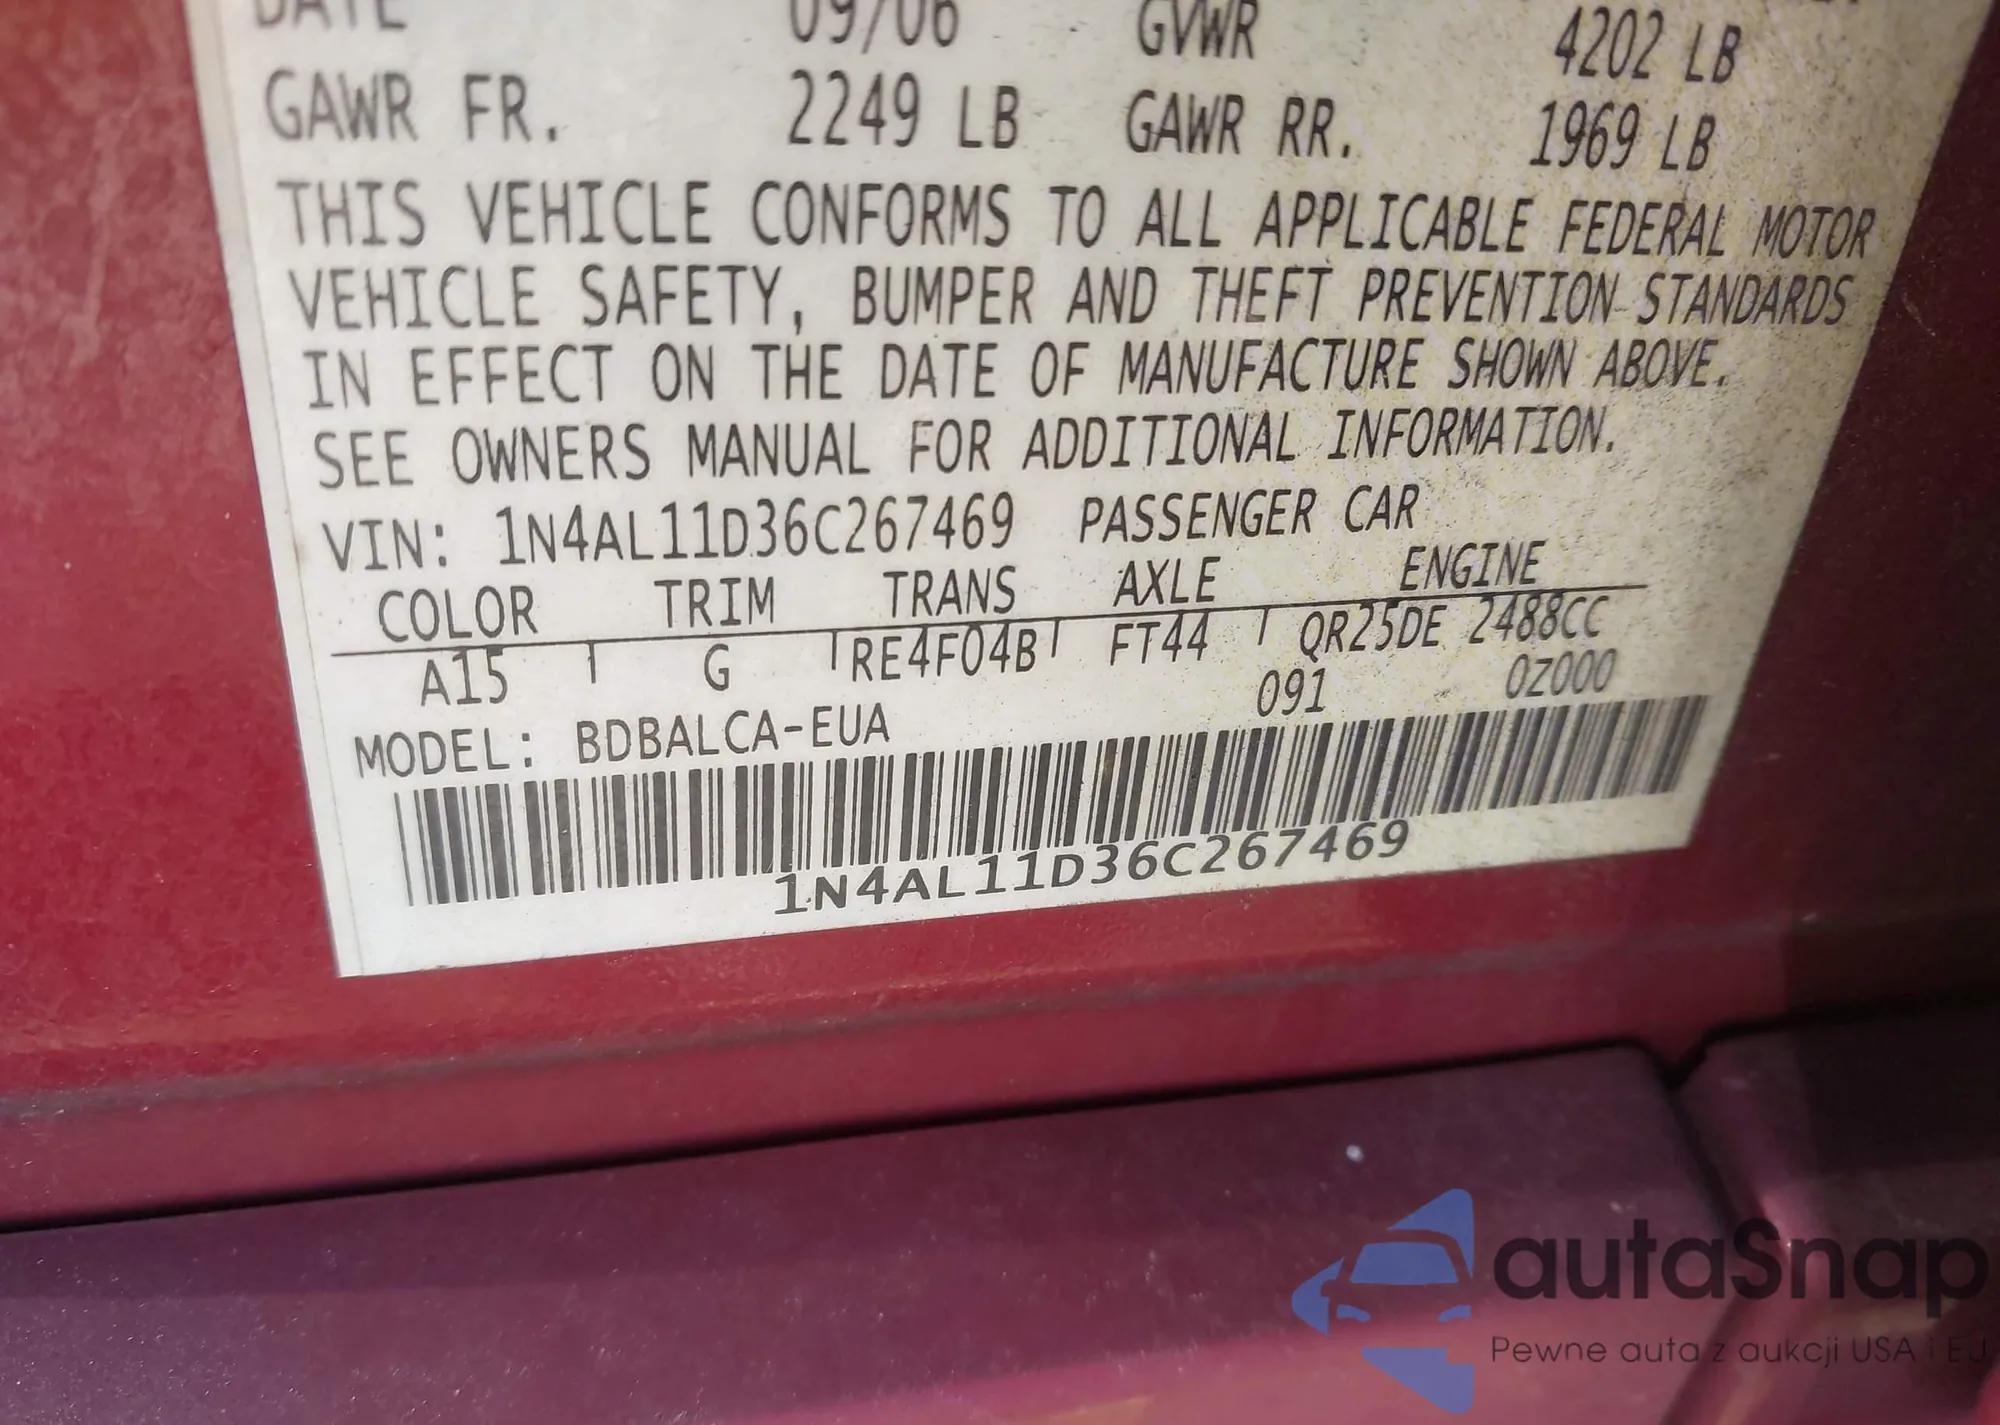 DATE 09/06 GVWR 4202 LB
GAWR FR. 2249 LB GAWR RR. 1969 LB
THIS VEHICLE CONFORMS TO ALL APPLICABLE FEDERAL MOTOR
VEHICLE SAFETY, BUMPER AND THEFT PREVENTION STANDARDS
IN EFFECT ON THE DATE OF MANUFACTURE SHOWN ABOVE.
SEE OWNERS MANUAL FOR ADDITIONAL INFORMATION.
VIN: 1N4AL11D36C267469 PASSENGER CAR
COLOR TRIM TRANS AXLE ENGINE
A15 G RE4F04B FT44 QR25DE 2488CC
091 0Z000
MODEL: BDBALCA-EUA
1N4AL11D36C267469
autaSnap
Pewne auta z aukcji USA i EU